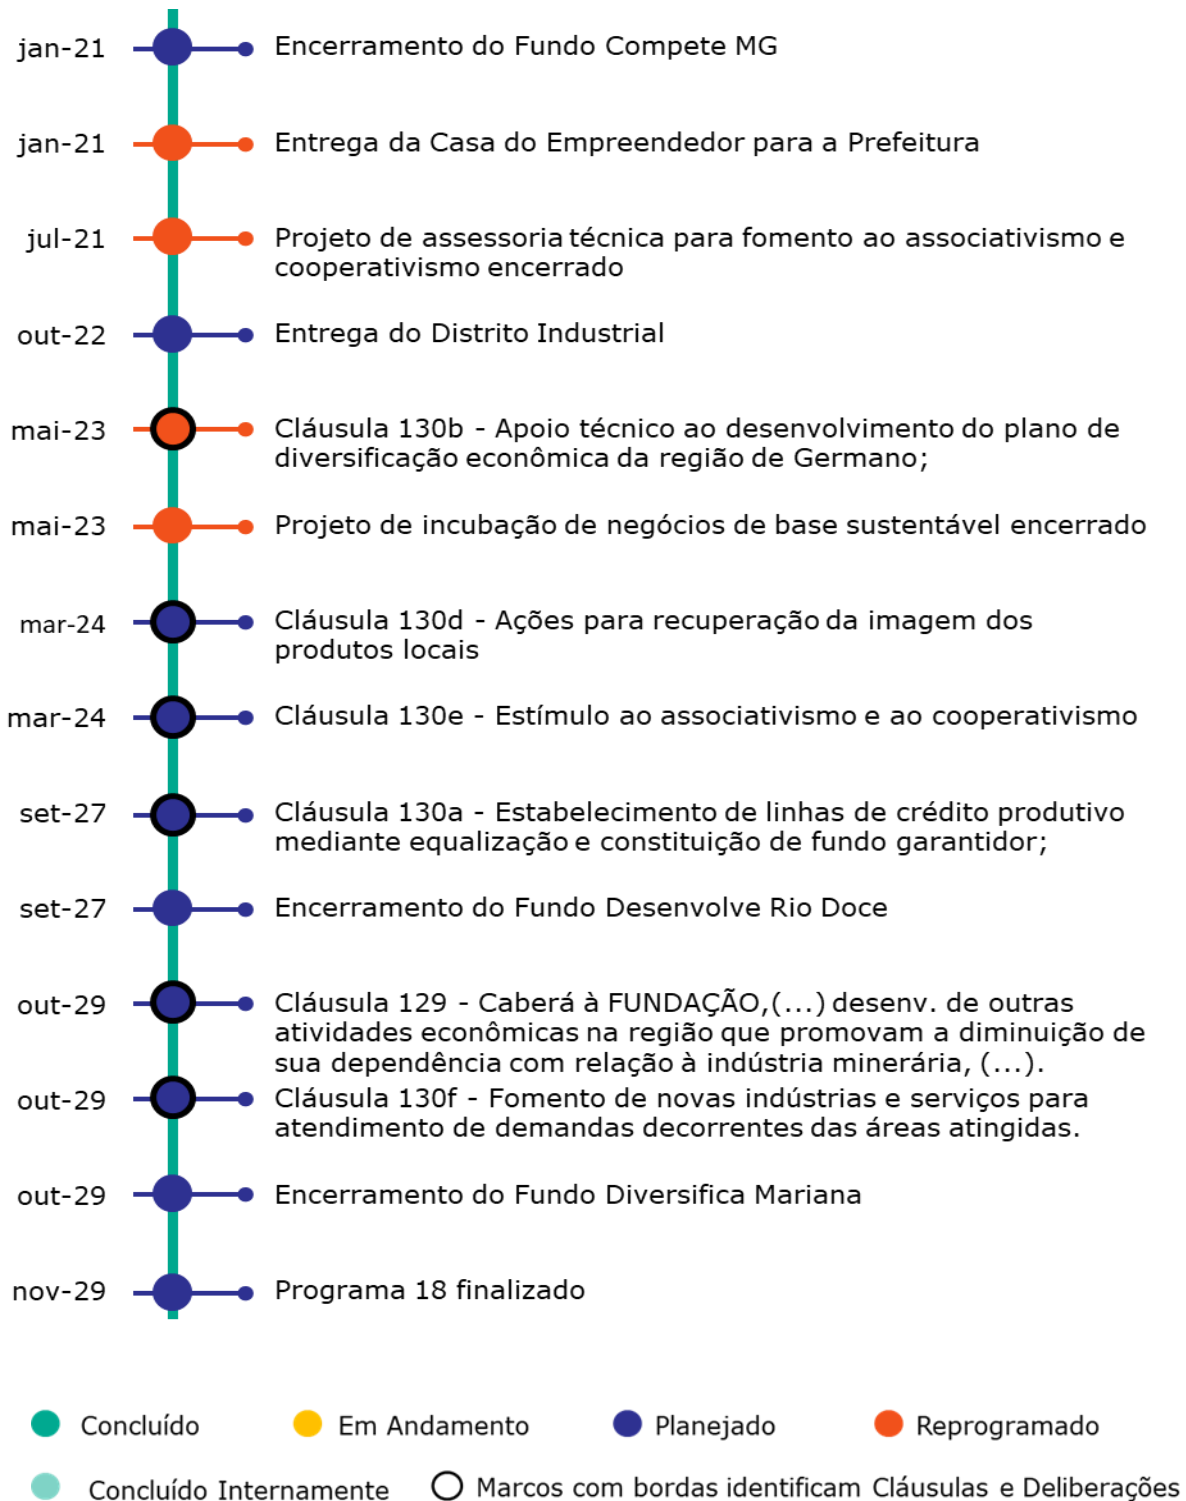 jan-21 Encerramento do Fundo Compete MG
jan-21 Entrega da Casa do Empreendedor para a Prefeitura
jul-21 Projeto de assessoria técnica para fomento ao associativismo e
cooperativismo encerrado
out-22 Entrega do Distrito Industrial
mai-23 Cláusula 130b - Apoio técnico ao desenvolvimento do plano de
diversificação econômica da região de Germano;
mai-23 Projeto de incubação de negócios de base sustentável encerrado
mar-24 Cláusula 130d - Ações para recuperação da imagem dos
produtos locais
mar-24 Cláusula 130e - Estímulo ao associativismo e ao cooperativismo
set-27 Cláusula 130a - Estabelecimento de linhas de crédito produtivo
mediante equalização e constituição de fundo garantidor;
set-27 Encerramento do Fundo Desenvolve Rio Doce
out-29 Cláusula 129 - Caberá à FUNDAÇÃO,(...) desenv. de outras
atividades econômicas na região que promovam a diminuição de
sua dependência com relação à indústria minerária, (...).
out-29 Cláusula 130f - Fomento de novas indústrias e serviços para
atendimento de demandas decorrentes das áreas atingidas.
out-29 Encerramento do Fundo Diversifica Mariana
nov-29 Programa 18 finalizado
Concluído Em Andamento Planejado Reprogramado
Concluído Internamente Marcos com bordas identificam Cláusulas e Deliberações